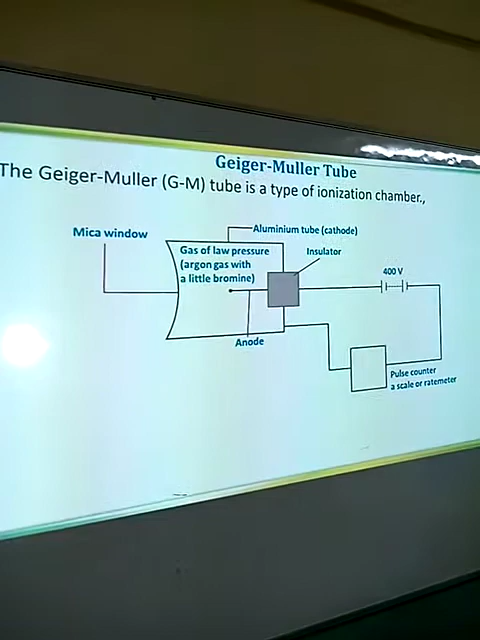 Geiger-Muller Tube
The Geiger-Muller (G-M) tube is a type of ionization chamber.,
Aluminium tube (cathode)
Mica window
Gas of law pressure
(argon gas with
a little bromine)
Insulator
400 V
Anode
Pulse counter
a scale or ratemeter